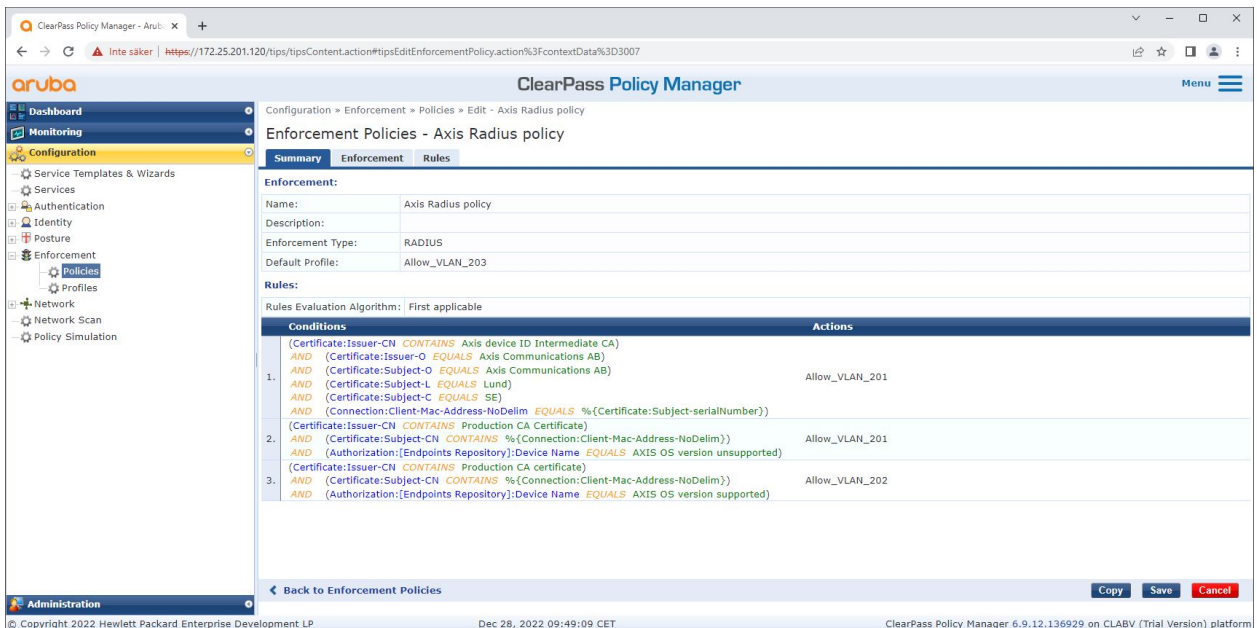 ClearPass Policy Manager - Arub
Inte säker | https://172.25.201.120/tips/tipsContent.action#tipsEditEnforcementPolicy.action%3FcontextData%3D3007
aruba
ClearPass Policy Manager
Menu
Dashboard
Monitoring
Configuration
Service Templates & Wizards
Services
Authentication
Identity
Posture
Enforcement
Policies
Profiles
Network
Network Scan
Policy Simulation
Administration
Configuration » Enforcement » Policies » Edit - Axis Radius policy
Enforcement Policies - Axis Radius policy
Summary Enforcement Rules
Enforcement:
Name: Axis Radius policy
Description:
Enforcement Type: RADIUS
Default Profile: Allow_VLAN_203
Rules:
Rules Evaluation Algorithm: First applicable
Conditions Actions
(Certificate:Issuer-CN CONTAINS Axis device ID Intermediate CA)
AND (Certificate:Issuer-O EQUALS Axis Communications AB)
AND (Certificate:Subject-O EQUALS Axis Communications AB)
1. Allow_VLAN_201
AND (Certificate:Subject-L EQUALS Lund)
AND (Certificate:Subject-C EQUALS SE)
AND (Connection:Client-Mac-Address-NoDelim EQUALS %{Certificate:Subject-serialNumber})
(Certificate:Issuer-CN CONTAINS Production CA Certificate)
2. AND (Certificate:Subject-CN CONTAINS %{Connection:Client-Mac-Address-NoDelim}) Allow_VLAN_201
AND (Authorization:[Endpoints Repository]:Device Name EQUALS AXIS OS version unsupported)
(Certificate:Issuer-CN CONTAINS Production CA certificate)
3. AND (Certificate:Subject-CN CONTAINS %{Connection:Client-Mac-Address-NoDelim}) Allow_VLAN_202
AND (Authorization:[Endpoints Repository]:Device Name EQUALS AXIS OS version supported)
Back to Enforcement Policies
Copy Save Cancel
© Copyright 2022 Hewlett Packard Enterprise Development LP Dec 28, 2022 09:49:09 CET ClearPass Policy Manager 6.9.12.136929 on CLABV (Trial Version) platform